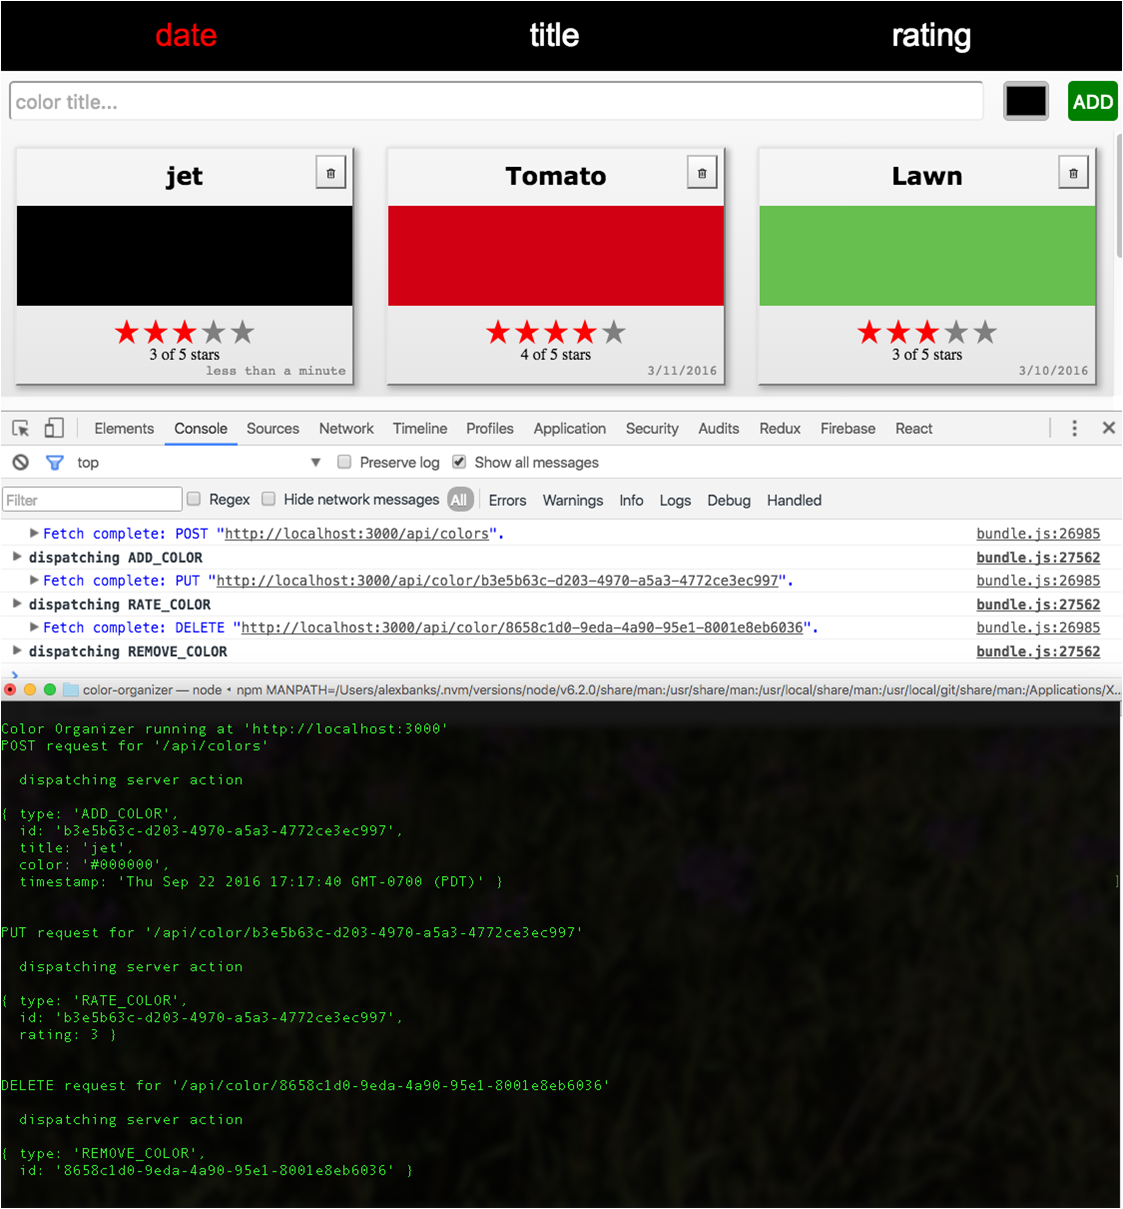 date title rating
color title... ADD
jet Tomato Lawn
3 of 5 stars 4 of 5 stars 3 of 5 stars
less than a minute 3/11/2016 3/10/2016
Elements Console Sources Network Timeline Profiles Application Security Audits Redux Firebase React
top Preserve log Show all messages
Filter Regex Hide network messages All Errors Warnings Info Logs Debug Handled
Fetch complete: POST "http://localhost:3000/api/colors". bundle.js:26985
dispatching ADD_COLOR bundle.js:27562
Fetch complete: PUT "http://localhost:3000/api/color/b3e5b63c-d203-4970-a5a3-4772ce3ec997". bundle.js:26985
dispatching RATE_COLOR bundle.js:27562
Fetch complete: DELETE "http://localhost:3000/api/color/8658c1d0-9eda-4a90-95e1-8001e8eb6036". bundle.js:26985
dispatching REMOVE_COLOR bundle.js:27562
color-organizer — node ◂ npm MANPATH=/Users/alexbanks/.nvm/versions/node/v6.2.0/share/man:/usr/share/man:/usr/local/share/man:/usr/local/git/share/man:/Applications/X...
Color Organizer running at 'http://localhost:3000'
POST request for '/api/colors'
dispatching server action
{ type: 'ADD_COLOR',
id: 'b3e5b63c-d203-4970-a5a3-4772ce3ec997',
title: 'jet',
color: '#000000',
timestamp: 'Thu Sep 22 2016 17:17:40 GMT-0700 (PDT)' }
PUT request for '/api/color/b3e5b63c-d203-4970-a5a3-4772ce3ec997'
dispatching server action
{ type: 'RATE_COLOR',
id: 'b3e5b63c-d203-4970-a5a3-4772ce3ec997',
rating: 3 }
DELETE request for '/api/color/8658c1d0-9eda-4a90-95e1-8001e8eb6036'
dispatching server action
{ type: 'REMOVE_COLOR',
id: '8658c1d0-9eda-4a90-95e1-8001e8eb6036' }